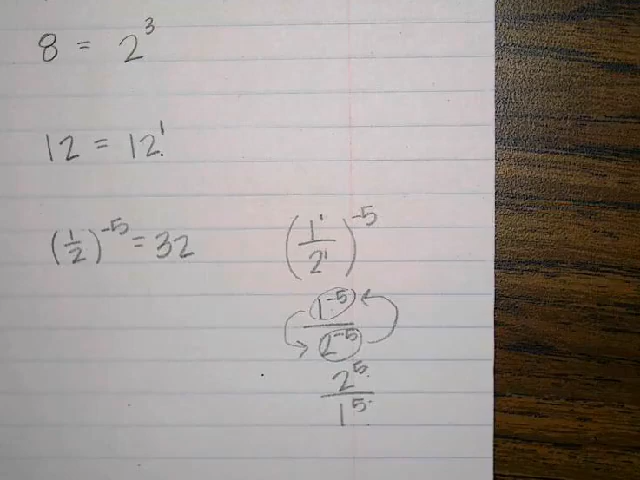 8 = 2³
12 = 12¹
(1/2)⁻⁵ = 32
(1¹/2¹)⁻⁵
1⁻⁵
2⁻⁵
2⁵
1⁵